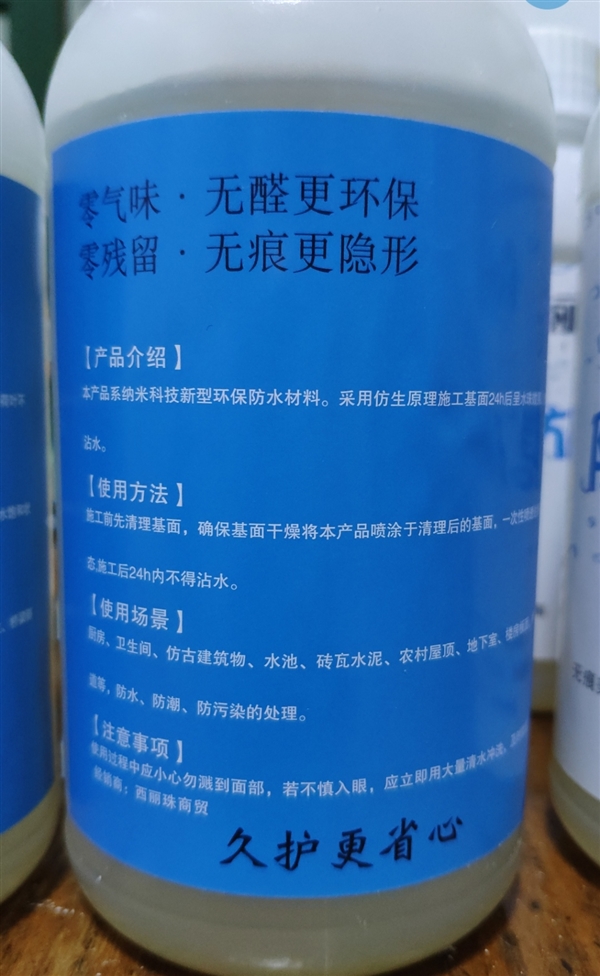 零气味·无醛更环保
零残留·无痕更隐形
【产品介绍】
本产品系纳米科技新型环保防水材料。采用仿生原理施工基面24h后呈水珠
沾水。
【使用方法】
施工前先清理基面，确保基面干燥将本产品喷涂于清理后的基面，一次性
态.施工后24h内不得沾水。
【使用场景】
厨房、卫生间、仿古建筑物、水池、砖瓦水泥、农村屋顶、地下室、
道等，防水、防潮、防污染的处理。
【注意事项】
使用过程中应小心勿溅到面部，若不慎入眼，应立即用大量清水冲洗，
经销商：西丽珠商贸
久护更省心
无痕